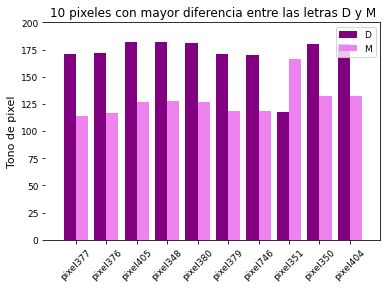 10 pixeles con mayor diferencia entre las letras D y M
D
M
Tono de pixel
200
175
150
125
100
75
50
25
0
pixel377
pixel376
pixel405
pixel348
pixel380
pixel379
pixel746
pixel351
pixel350
pixel404